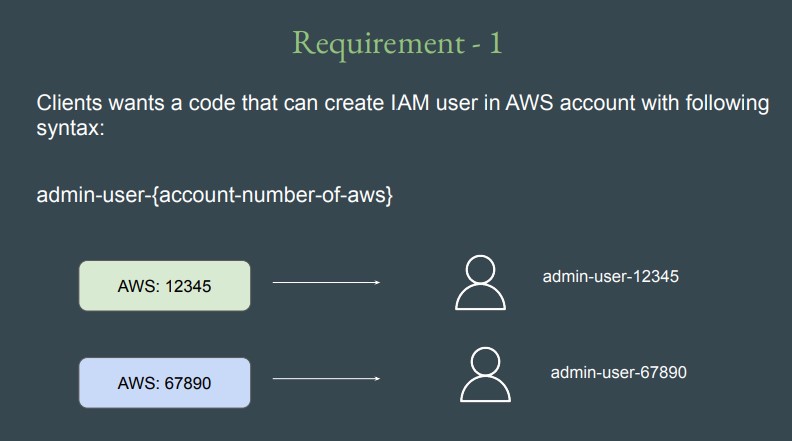 Requirement - 1
Clients wants a code that can create IAM user in AWS account with following
syntax:
admin-user-{account-number-of-aws}
AWS: 12345
admin-user-12345
AWS: 67890
admin-user-67890